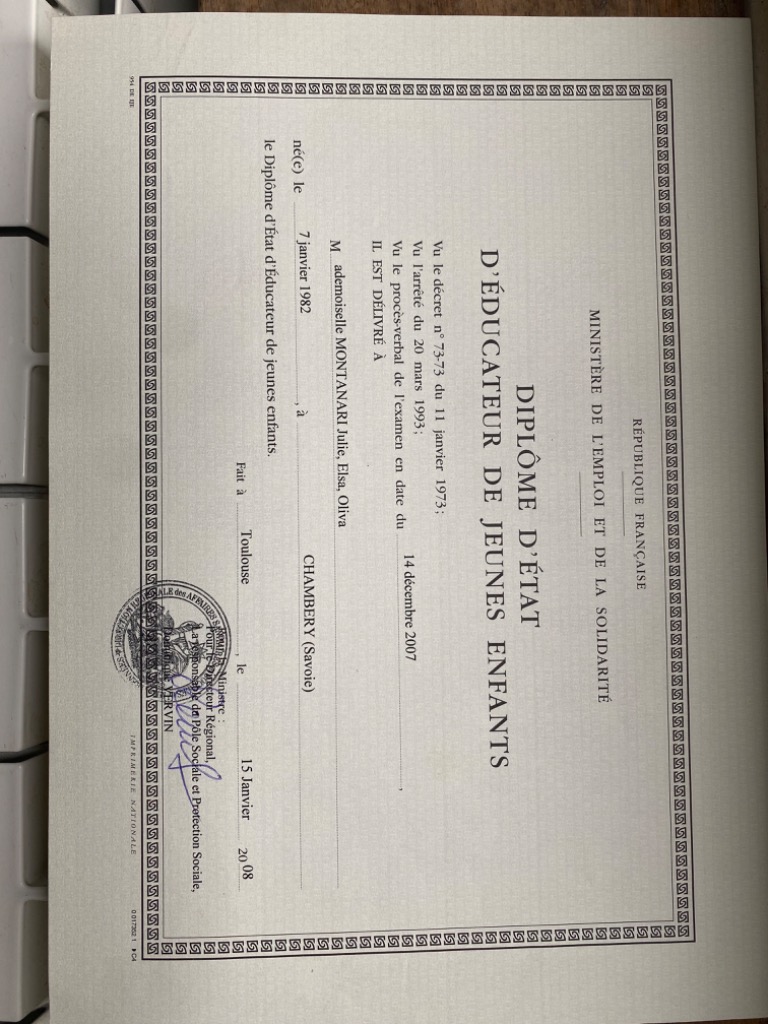 RÉPUBLIQUE FRANÇAISE
MINISTÈRE DE L'EMPLOI ET DE LA SOLIDARITÉ
DIPLÔME D'ÉTAT
D'ÉDUCATEUR DE JEUNES ENFANTS
Vu le décret n° 73-73 du 11 janvier 1973;
Vu l'arrêté du 20 mars 1993;
Vu le procès-verbal de l'examen en date du 14 décembre 2007,
IL EST DÉLIVRÉ À
M ademoiselle MONTANARI Julie, Elsa, Oliva
né(e) le 7 janvier 1982, à CHAMBERY (Savoie)
le Diplôme d'État d'Éducateur de jeunes enfants.
Fait à Toulouse, le 15 Janvier 2008
Ministre :
Pour le Directeur Régional,
La responsable du Pôle Sociale et Protection Sociale,
VERVIN
IMPRIMERIE NATIONALE